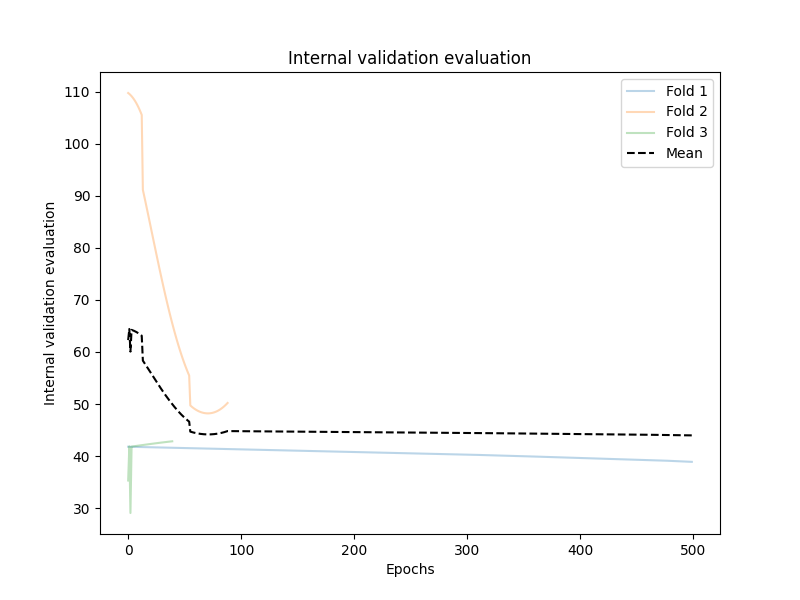 Internal validation evaluation
Internal validation evaluation
110
100
90
80
70
60
50
40
30
0
100
200
300
400
500
Epochs
Fold 1
Fold 2
Fold 3
Mean